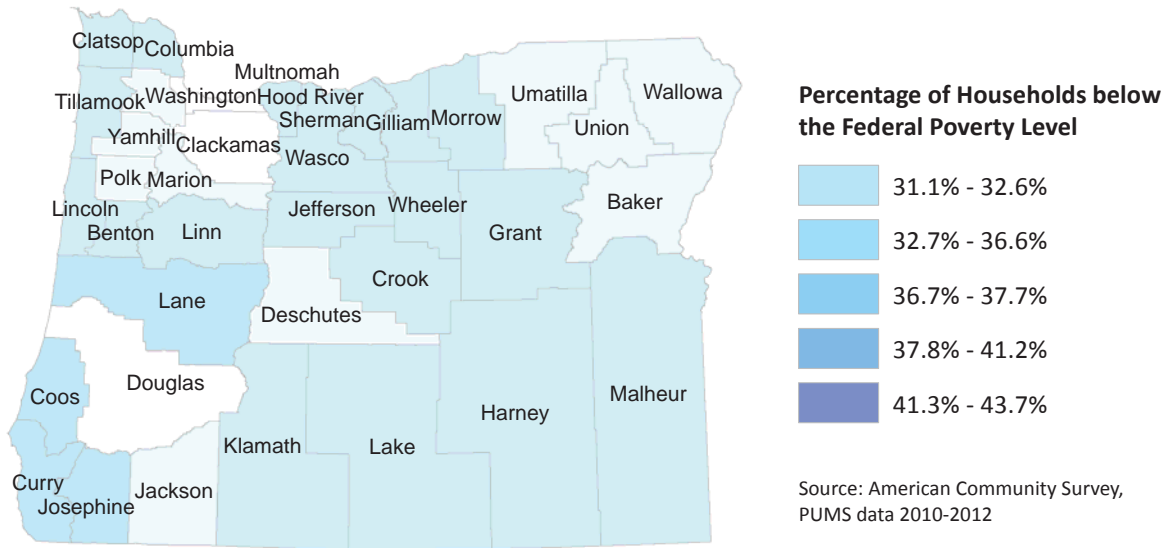 Clatsop
Columbia
Multnomah
Tillamook
Washington
Hood River
Umatilla
Wallowa
Sherman
Gilliam
Morrow
Union
Yamhill
Clackamas
Wasco
Polk
Marion
Baker
Lincoln
Jefferson
Wheeler
Benton
Linn
Grant
Crook
Lane
Deschutes
Douglas
Coos
Malheur
Harney
Klamath
Lake
Curry
Jackson
Josephine
Percentage of Households below
the Federal Poverty Level
31.1% - 32.6%
32.7% - 36.6%
36.7% - 37.7%
37.8% - 41.2%
41.3% - 43.7%
Source: American Community Survey,
PUMS data 2010-2012